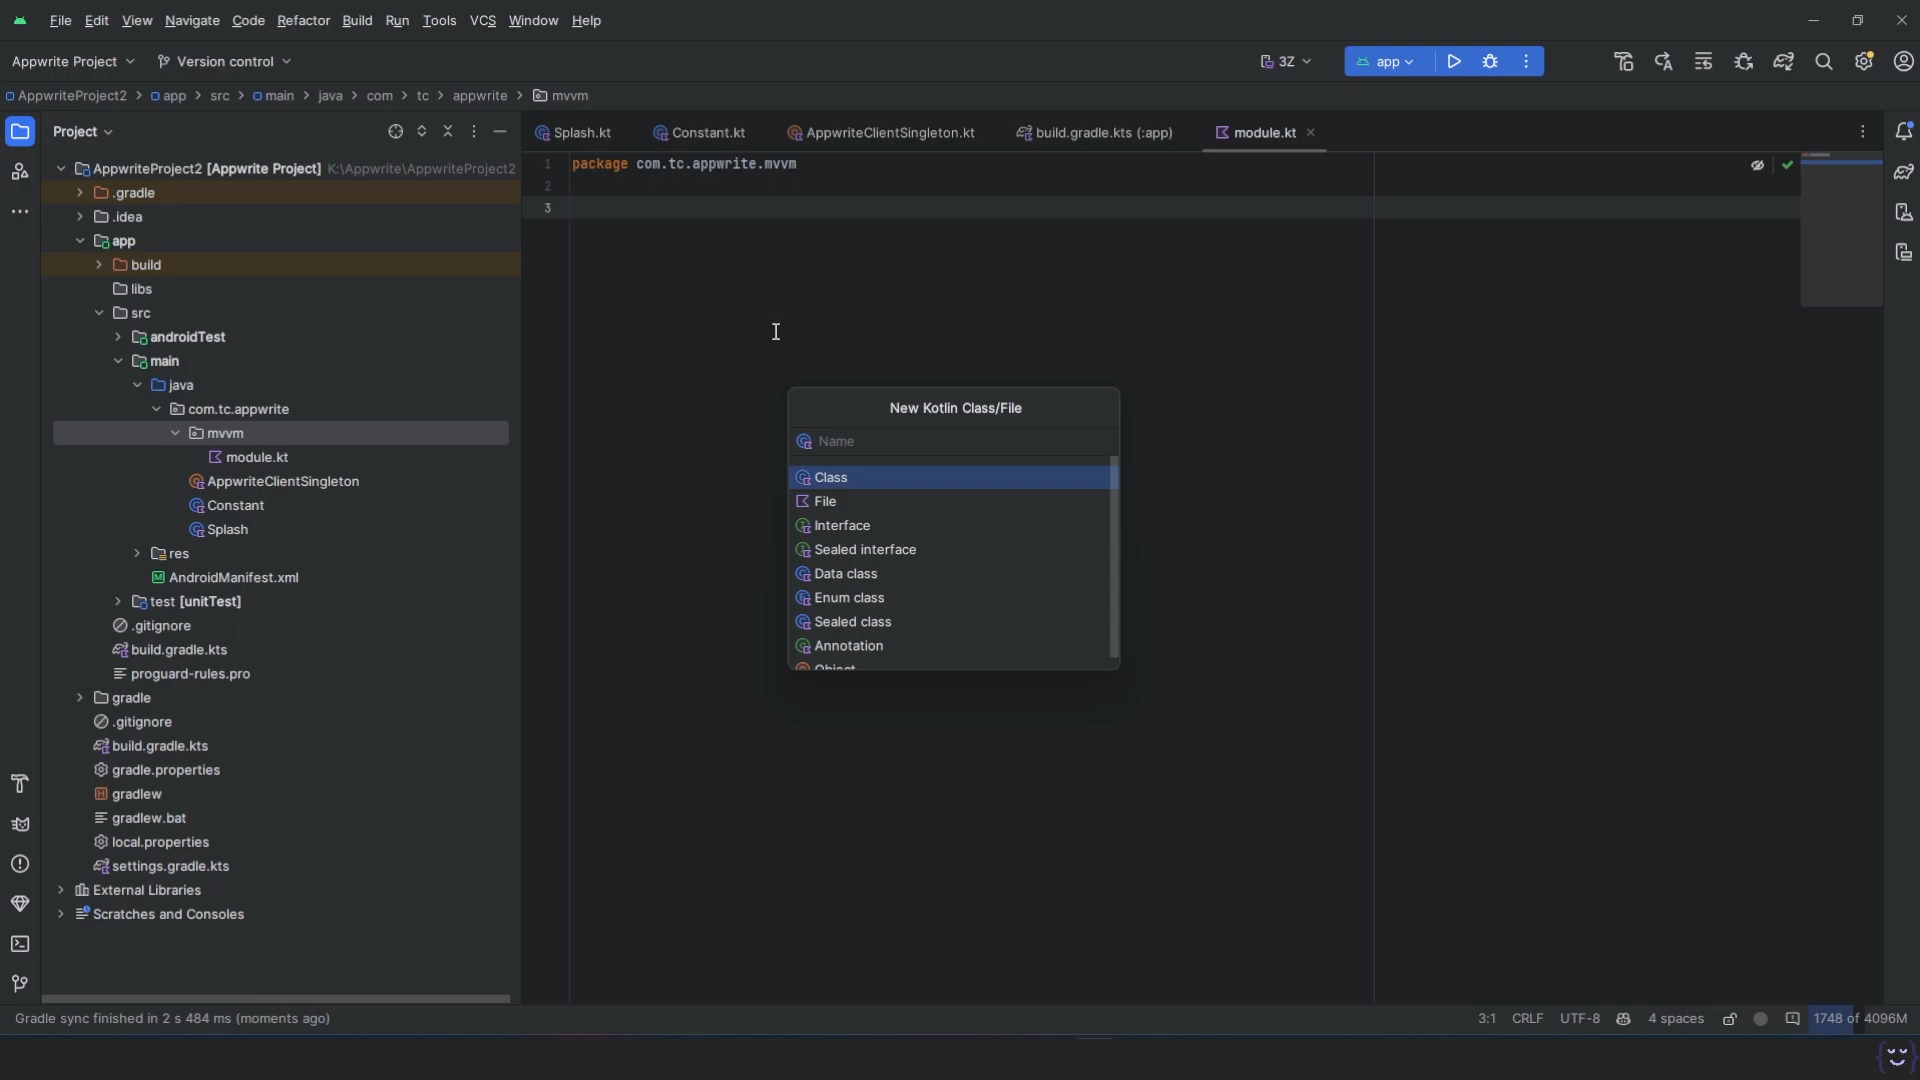 File Edit View Navigate Code Refactor Build Run Tools VCS Window Help
Appwrite Project Version control 3Z app
AppwriteProject2 > app > src > main > java > com > tc > appwrite > mvvm
Project
Splash.kt Constant.kt AppwriteClientSingleton.kt build.gradle.kts (:app) module.kt
AppwriteProject2 [Appwrite Project] K:\Appwrite\AppwriteProject2
.gradle
.idea
app
build
libs
src
androidTest
main
java
com.tc.appwrite
mvvm
module.kt
AppwriteClientSingleton
Constant
Splash
res
AndroidManifest.xml
test [unitTest]
.gitignore
build.gradle.kts
proguard-rules.pro
gradle
.gitignore
build.gradle.kts
gradle.properties
gradlew
gradlew.bat
local.properties
settings.gradle.kts
External Libraries
Scratches and Consoles
1 package com.tc.appwrite.mvvm
2
3
New Kotlin Class/File
Name
Class
File
Interface
Sealed interface
Data class
Enum class
Sealed class
Annotation
Object
Gradle sync finished in 2 s 484 ms (moments ago) 3:1 CRLF UTF-8 4 spaces 1748 of 4096M